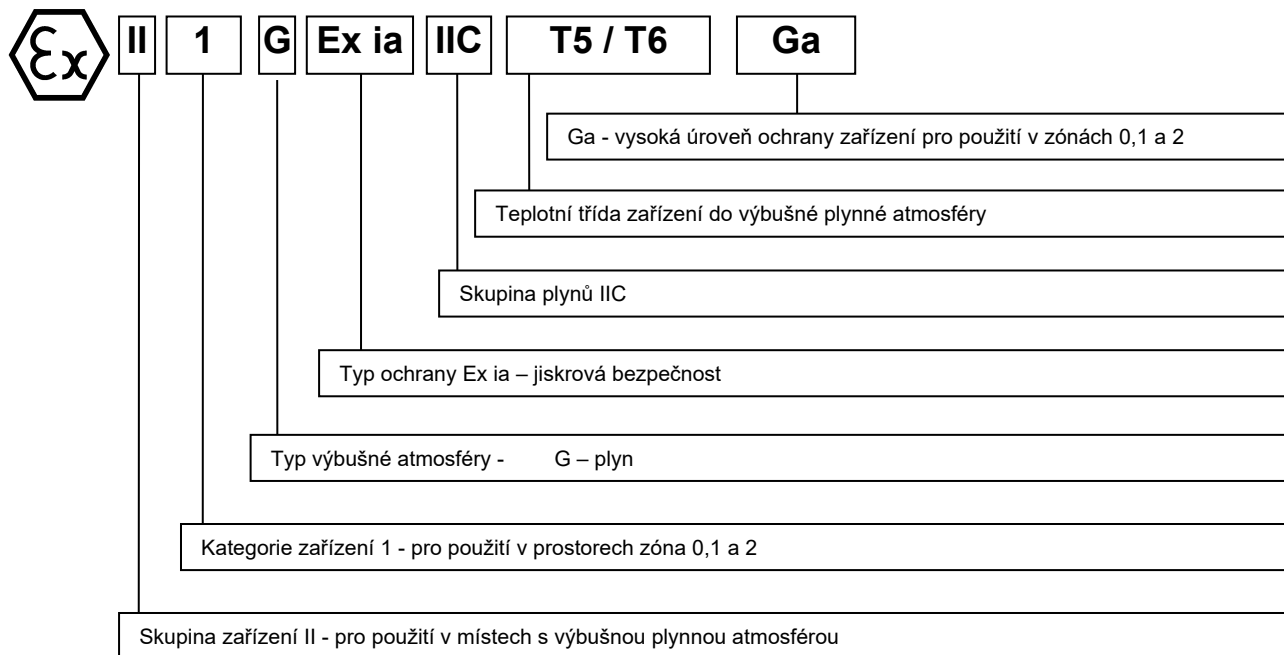 Ex II 1 G Ex ia IIC T5 / T6 Ga
Ga - vysoká úroveň ochrany zařízení pro použití v zónách 0,1 a 2
Teplotní třída zařízení do výbušné plynné atmosféry
Skupina plynů IIC
Typ ochrany Ex ia – jiskrová bezpečnost
Typ výbušné atmosféry - G – plyn
Kategorie zařízení 1 - pro použití v prostorech zóna 0,1 a 2
Skupina zařízení II - pro použití v místech s výbušnou plynnou atmosférou